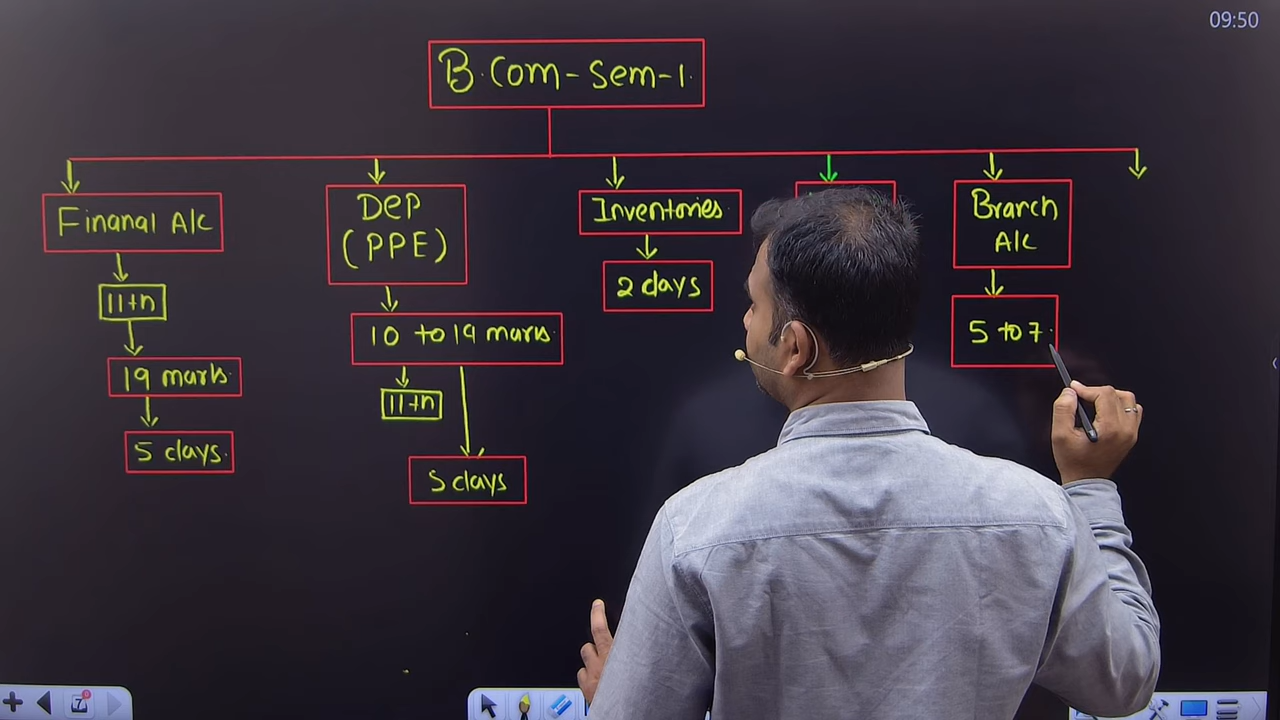 09:50
B.Com-Sem-1.
Finanal A/c
11+n
19 marks.
5 days.
DEP
(PPE)
10 to 19 marks.
11+n
5 days
Inventories
2 days
Branch
A/c
5 to 7.
7